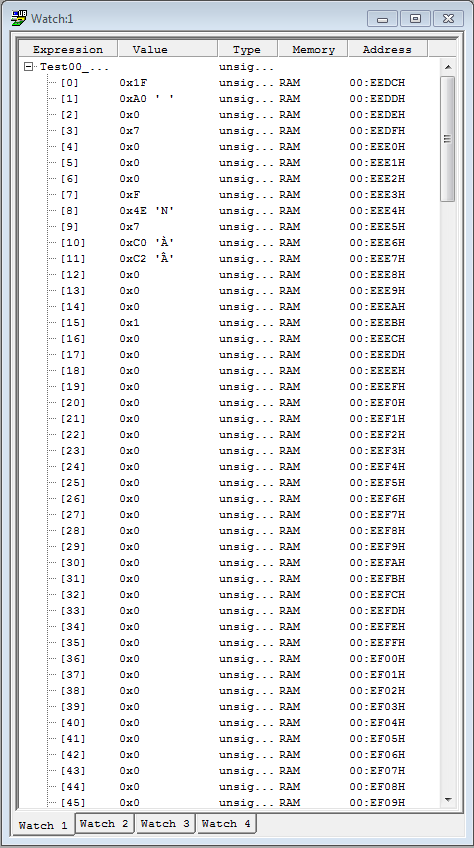 Watch:1
Expression Value Type Memory Address
Test00_... unsig...
[0] 0x1F unsig... RAM 00:EEDCH
[1] 0xA0 ' ' unsig... RAM 00:EEDDH
[2] 0x0 unsig... RAM 00:EEDEH
[3] 0x7 unsig... RAM 00:EEDFH
[4] 0x0 unsig... RAM 00:EEE0H
[5] 0x0 unsig... RAM 00:EEE1H
[6] 0x0 unsig... RAM 00:EEE2H
[7] 0xF unsig... RAM 00:EEE3H
[8] 0x4E 'N' unsig... RAM 00:EEE4H
[9] 0x7 unsig... RAM 00:EEE5H
[10] 0xC0 'À' unsig... RAM 00:EEE6H
[11] 0xC2 'Â' unsig... RAM 00:EEE7H
[12] 0x0 unsig... RAM 00:EEE8H
[13] 0x0 unsig... RAM 00:EEE9H
[14] 0x0 unsig... RAM 00:EEEAH
[15] 0x1 unsig... RAM 00:EEEBH
[16] 0x0 unsig... RAM 00:EEECH
[17] 0x0 unsig... RAM 00:EEEDH
[18] 0x0 unsig... RAM 00:EEEEH
[19] 0x0 unsig... RAM 00:EEEFH
[20] 0x0 unsig... RAM 00:EEF0H
[21] 0x0 unsig... RAM 00:EEF1H
[22] 0x0 unsig... RAM 00:EEF2H
[23] 0x0 unsig... RAM 00:EEF3H
[24] 0x0 unsig... RAM 00:EEF4H
[25] 0x0 unsig... RAM 00:EEF5H
[26] 0x0 unsig... RAM 00:EEF6H
[27] 0x0 unsig... RAM 00:EEF7H
[28] 0x0 unsig... RAM 00:EEF8H
[29] 0x0 unsig... RAM 00:EEF9H
[30] 0x0 unsig... RAM 00:EEFAH
[31] 0x0 unsig... RAM 00:EEFBH
[32] 0x0 unsig... RAM 00:EEFCH
[33] 0x0 unsig... RAM 00:EEFDH
[34] 0x0 unsig... RAM 00:EEFEH
[35] 0x0 unsig... RAM 00:EEFFH
[36] 0x0 unsig... RAM 00:EF00H
[37] 0x0 unsig... RAM 00:EF01H
[38] 0x0 unsig... RAM 00:EF02H
[39] 0x0 unsig... RAM 00:EF03H
[40] 0x0 unsig... RAM 00:EF04H
[41] 0x0 unsig... RAM 00:EF05H
[42] 0x0 unsig... RAM 00:EF06H
[43] 0x0 unsig... RAM 00:EF07H
[44] 0x0 unsig... RAM 00:EF08H
[45] 0x0 unsig... RAM 00:EF09H
Watch 1 Watch 2 Watch 3 Watch 4